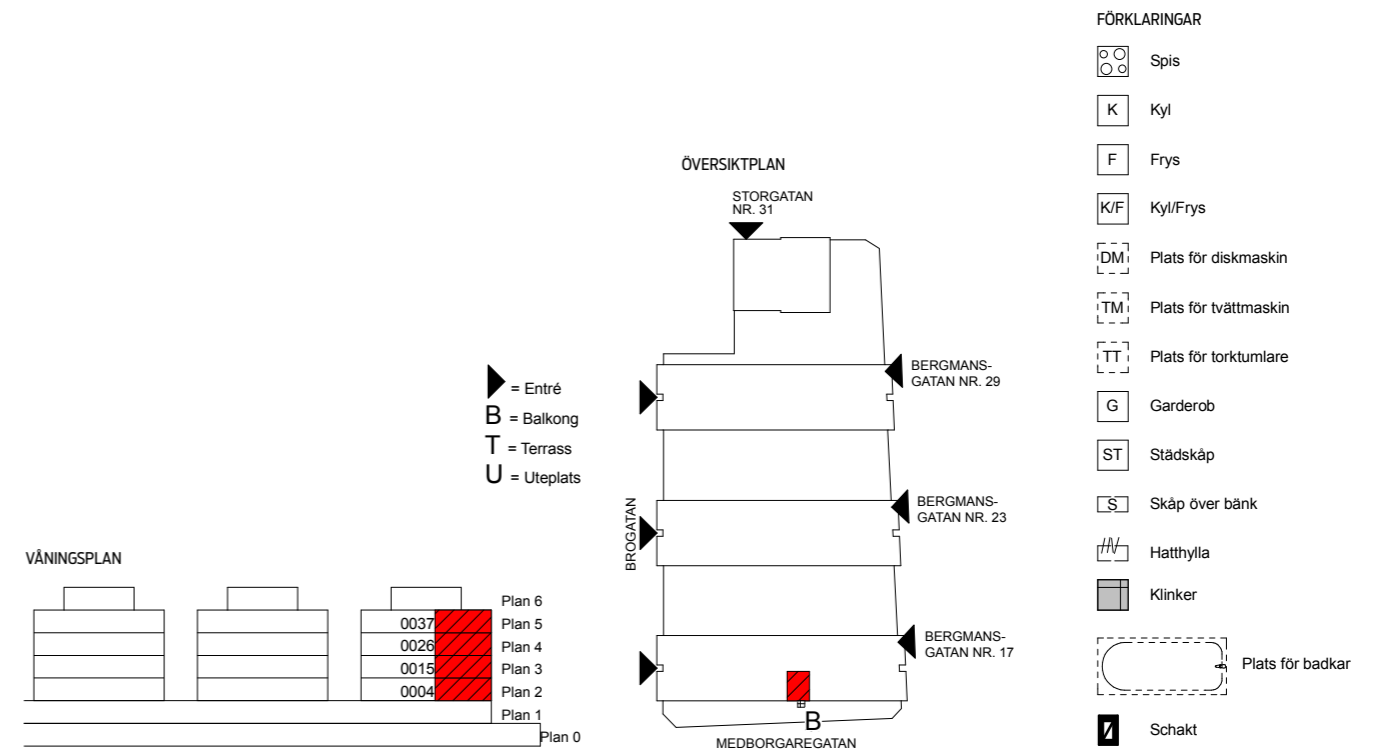 FÖRKLARINGAR
Spis
K Kyl
F Frys
K/F Kyl/Frys
DM Plats för diskmaskin
TM Plats för tvättmaskin
TT Plats för torktumlare
G Garderob
ST Städskåp
S Skåp över bänk
Hatthylla
Klinker
Plats för badkar
Schakt
ÖVERSIKTPLAN
STORGATAN
NR. 31
BERGMANS-
GATAN NR. 29
BERGMANS-
GATAN NR. 23
BROGATAN
BERGMANS-
GATAN NR. 17
B
MEDBORGAREGATAN
= Entré
B = Balkong
T = Terrass
U = Uteplats
VÅNINGSPLAN
Plan 6
0037 Plan 5
0026 Plan 4
0015 Plan 3
0004 Plan 2
Plan 1
Plan 0